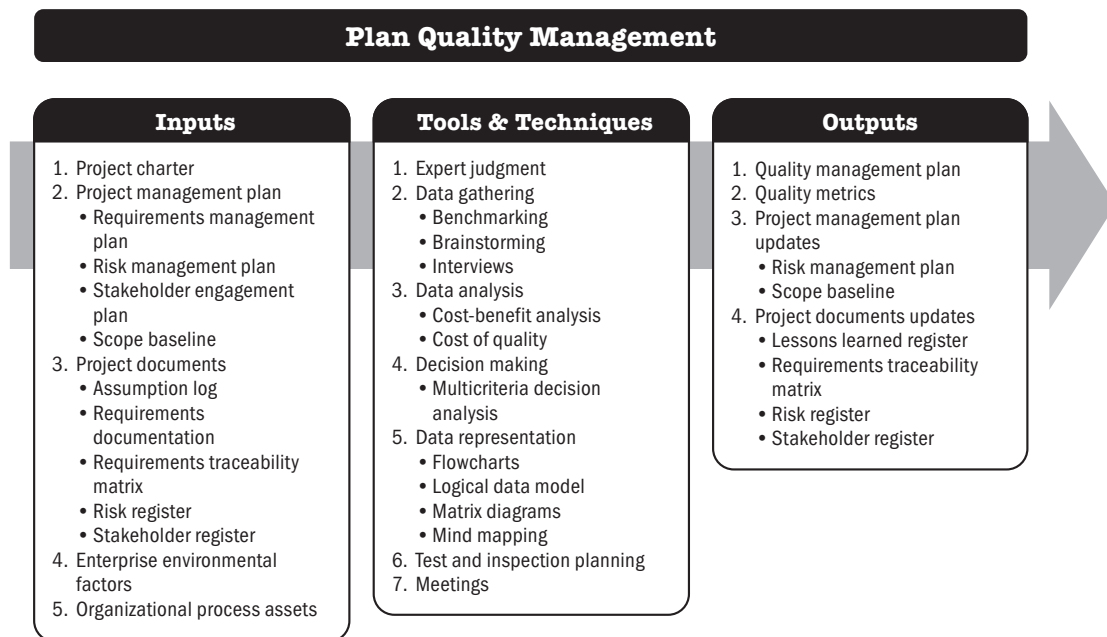 Plan Quality Management
Inputs
1. Project charter
2. Project management plan
• Requirements management
plan
• Risk management plan
• Stakeholder engagement
plan
• Scope baseline
3. Project documents
• Assumption log
• Requirements
documentation
• Requirements traceability
matrix
• Risk register
• Stakeholder register
4. Enterprise environmental
factors
5. Organizational process assets
Tools & Techniques
1. Expert judgment
2. Data gathering
• Benchmarking
• Brainstorming
• Interviews
3. Data analysis
• Cost-benefit analysis
• Cost of quality
4. Decision making
• Multicriteria decision
analysis
5. Data representation
• Flowcharts
• Logical data model
• Matrix diagrams
• Mind mapping
6. Test and inspection planning
7. Meetings
Outputs
1. Quality management plan
2. Quality metrics
3. Project management plan
updates
• Risk management plan
• Scope baseline
4. Project documents updates
• Lessons learned register
• Requirements traceability
matrix
• Risk register
• Stakeholder register